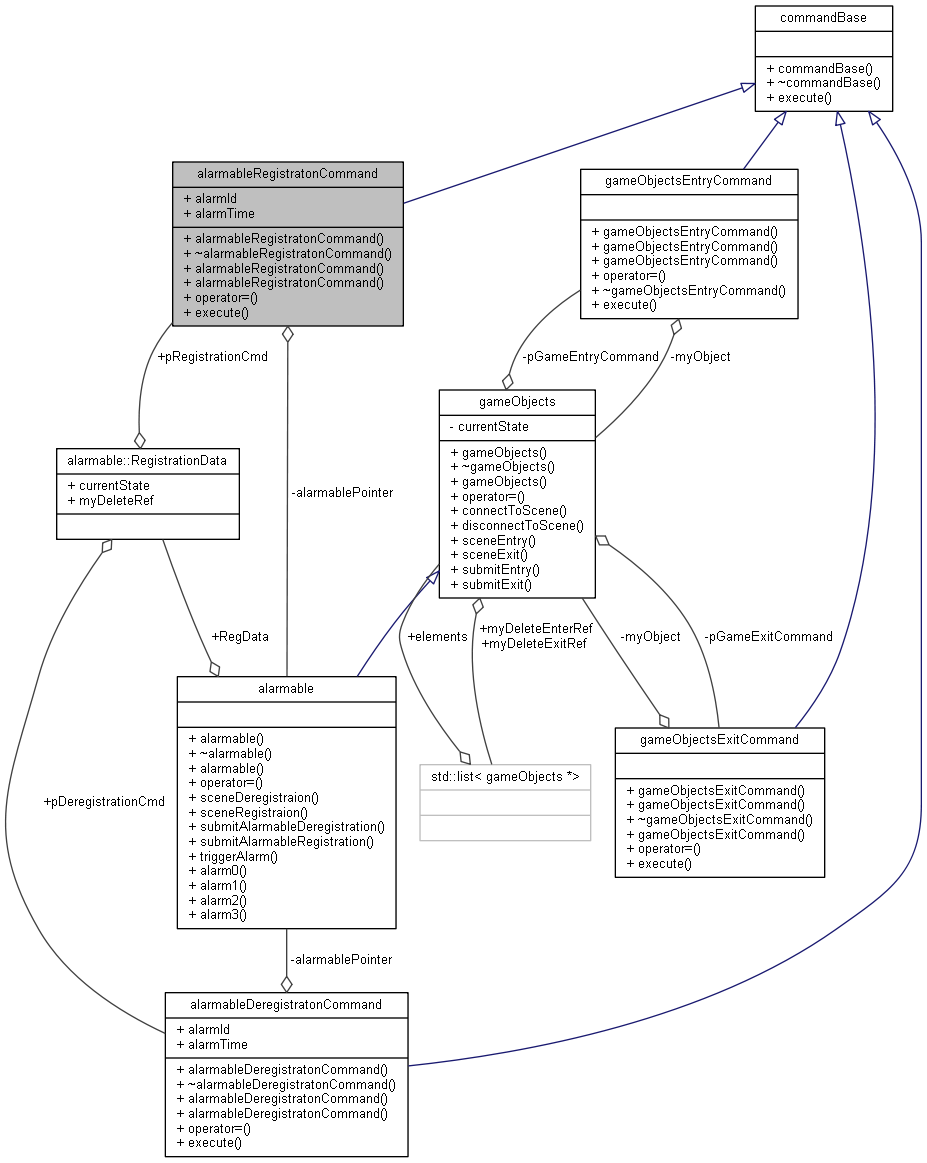 commandBase
+ commandBase()
+ ~commandBase()
+ execute()
alarmableRegistratonCommand
+ alarmId
+ alarmTime
+ alarmableRegistratonCommand()
+ ~alarmableRegistratonCommand()
+ alarmableRegistratonCommand()
+ alarmableRegistratonCommand()
+ operator=()
+ execute()
gameObjectsEntryCommand
+ gameObjectsEntryCommand()
+ gameObjectsEntryCommand()
+ gameObjectsEntryCommand()
+ operator=()
+ ~gameObjectsEntryCommand()
+ execute()
+pRegistrationCmd
-pGameEntryCommand
-myObject
gameObjects
- currentState
+ gameObjects()
+ ~gameObjects()
+ gameObjects()
+ operator=()
+ connectToScene()
+ disconnectToScene()
+ sceneEntry()
+ sceneExit()
+ submitEntry()
+ submitExit()
alarmable::RegistrationData
+ currentState
+ myDeleteRef
-alarmablePointer
+RegData
+elements
+myDeleteEnterRef
+myDeleteExitRef
-myObject
-pGameExitCommand
alarmable
+ alarmable()
+ ~alarmable()
+ alarmable()
+ operator=()
+ sceneDeregistraion()
+ sceneRegistraion()
+ submitAlarmableDeregistration()
+ submitAlarmableRegistration()
+ triggerAlarm()
+ alarm0()
+ alarm1()
+ alarm2()
+ alarm3()
std::list< gameObjects *>
gameObjectsExitCommand
+ gameObjectsExitCommand()
+ gameObjectsExitCommand()
+ ~gameObjectsExitCommand()
+ gameObjectsExitCommand()
+ operator=()
+ execute()
+pDeregistrationCmd
-alarmablePointer
alarmableDeregistratonCommand
+ alarmId
+ alarmTime
+ alarmableDeregistratonCommand()
+ ~alarmableDeregistratonCommand()
+ alarmableDeregistratonCommand()
+ alarmableDeregistratonCommand()
+ operator=()
+ execute()